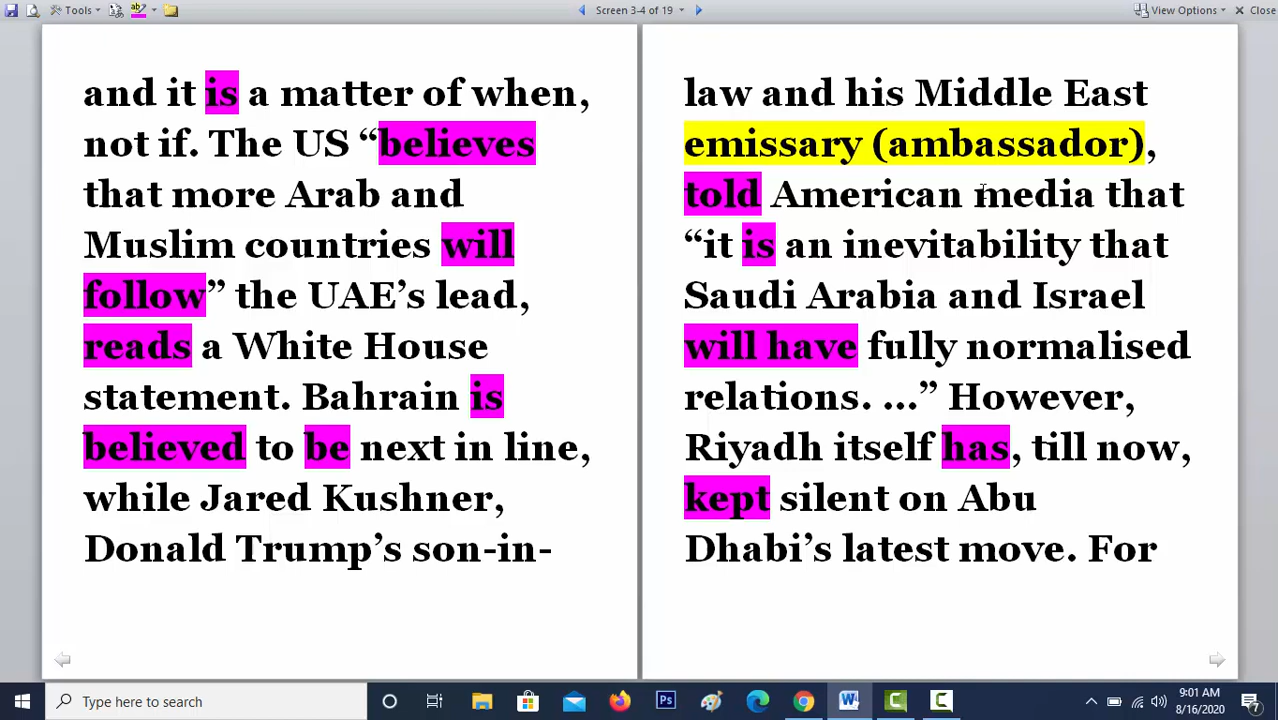 Tools
Screen 3-4 of 19
View Options
Close
and it is a matter of when,
not if. The US “believes
that more Arab and
Muslim countries will
follow” the UAE’s lead,
reads a White House
statement. Bahrain is
believed to be next in line,
while Jared Kushner,
Donald Trump’s son-in-
law and his Middle East
emissary (ambassador),
told American media that
“it is an inevitability that
Saudi Arabia and Israel
will have fully normalised
relations. ...” However,
Riyadh itself has, till now,
kept silent on Abu
Dhabi’s latest move. For
Type here to search
Ps
W
9:01 AM
8/16/2020
7